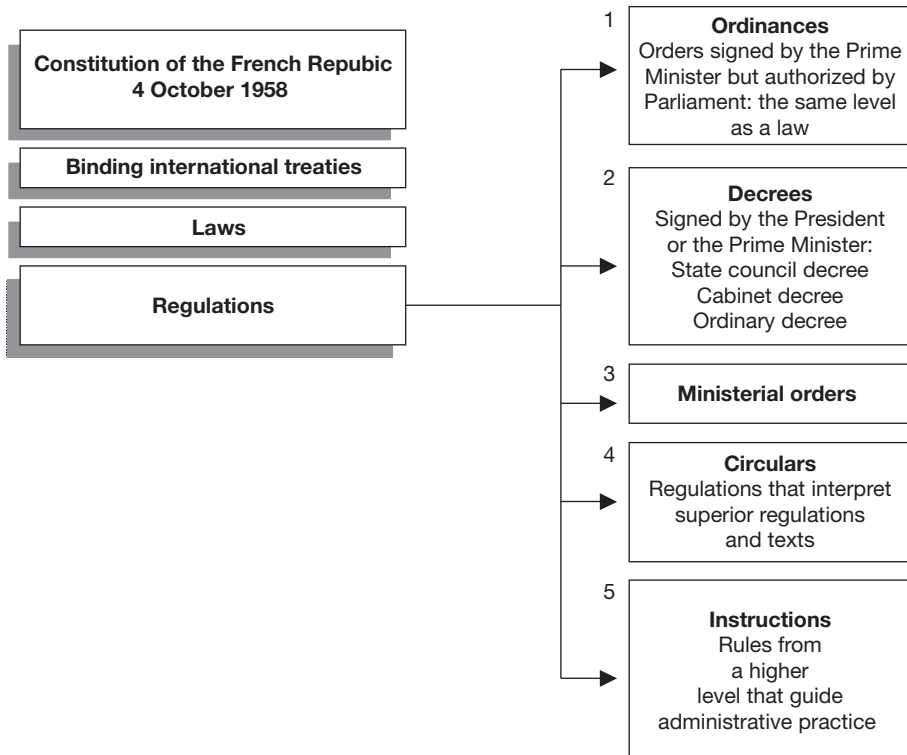 Constitution of the French Repubic
4 October 1958
Binding international treaties
Laws
Regulations
1
Ordinances
Orders signed by the Prime
Minister but authorized by
Parliament: the same level
as a law
2
Decrees
Signed by the President
or the Prime Minister:
State council decree
Cabinet decree
Ordinary decree
3
Ministerial orders
4
Circulars
Regulations that interpret
superior regulations
and texts
5
Instructions
Rules from
a higher
level that guide
administrative practice